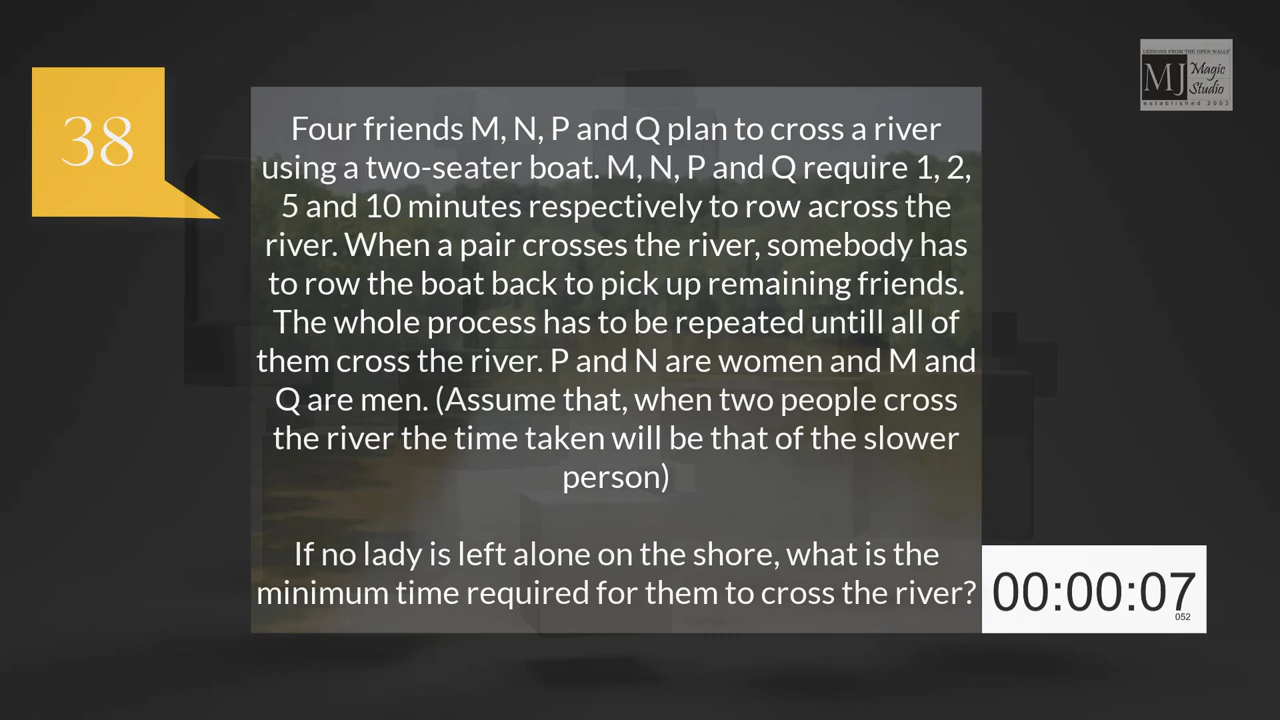 LESSONS FROM THE OPEN WALLS
MJ Magic
Studio
established 2003
38
Four friends M, N, P and Q plan to cross a river
using a two-seater boat. M, N, P and Q require 1, 2,
5 and 10 minutes respectively to row across the
river. When a pair crosses the river, somebody has
to row the boat back to pick up remaining friends.
The whole process has to be repeated untill all of
them cross the river. P and N are women and M and
Q are men. (Assume that, when two people cross
the river the time taken will be that of the slower
person)
If no lady is left alone on the shore, what is the
minimum time required for them to cross the river?
00:00:07
052